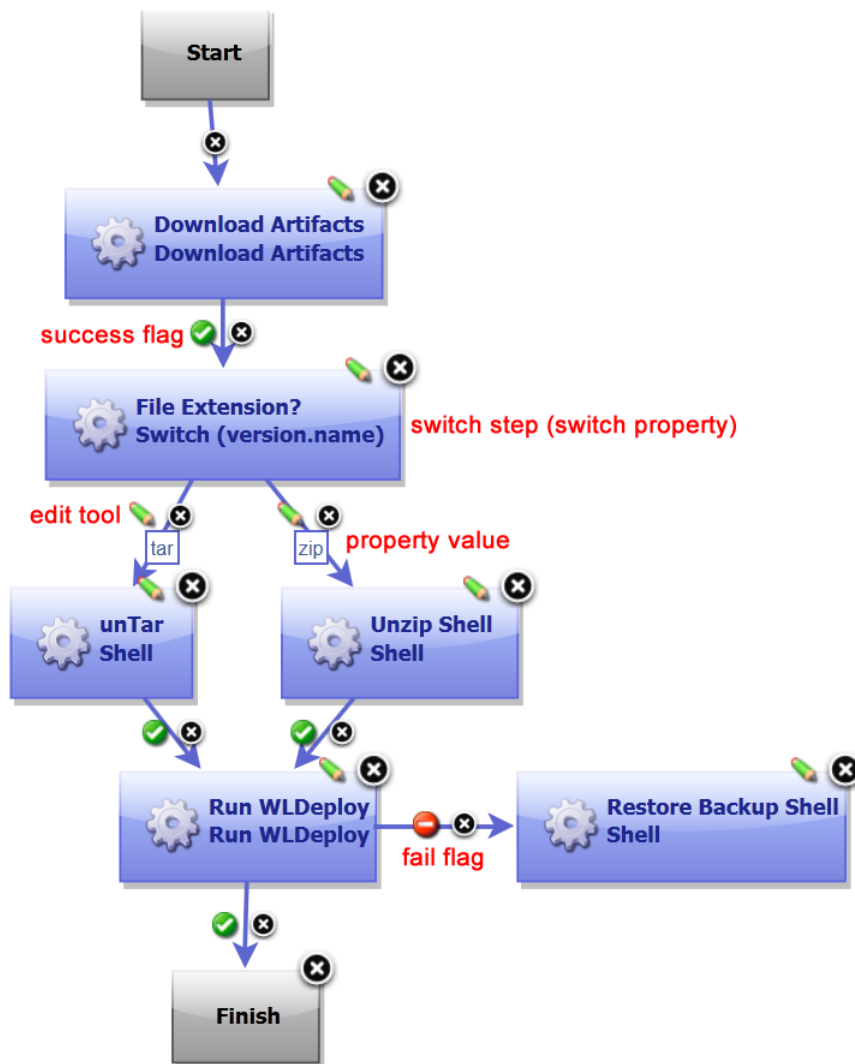 Start
Download Artifacts
Download Artifacts
success flag
File Extension?
Switch (version.name)
switch step (switch property)
edit tool
tar
zip
property value
unTar
Shell
Unzip Shell
Shell
Run WLDeploy
Run WLDeploy
fail flag
Restore Backup Shell
Shell
Finish